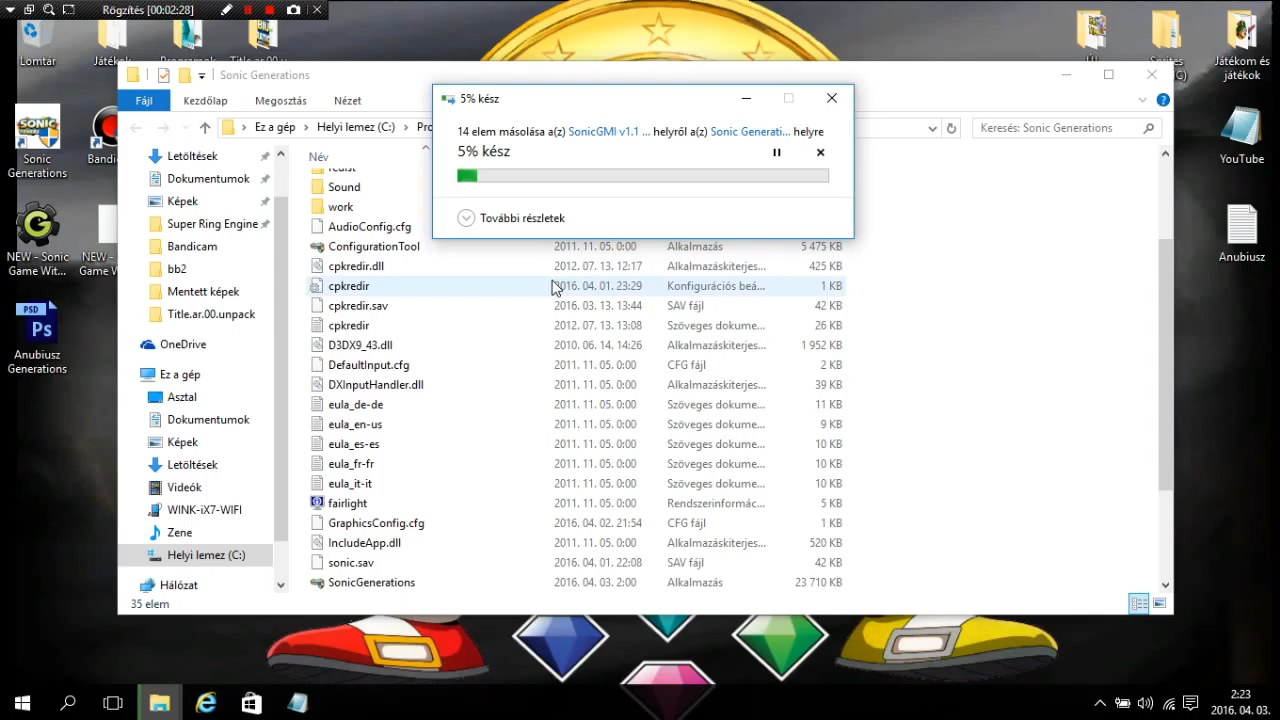 Rögzítés [00:02:28]
Lomtár
Játékok
Programok
Sonic Generations
NEW - Sonic Game Wit...
PSD
Ps
Anubiusz Generations
Játékom és játékok
YouTube
Anubiusz
Sonic Generations
Fájl Kezdőlap Megosztás Nézet
Ez a gép Helyi lemez (C:)
Keresés: Sonic Generations
5% kész
14 elem másolása a(z) SonicGMI v1.1 ... helyről a(z) Sonic Generati... helyre
5% kész
További részletek
Letöltések
Dokumentumok
Képek
Super Ring Engine
Bandicam
bb2
Mentett képek
Title.ar.00.unpack
OneDrive
Ez a gép
Asztal
Dokumentumok
Képek
Letöltések
Videók
WINK-iX7-WIFI
Zene
Helyi lemez (C:)
Hálózat
Név
redist
Sound
work
AudioConfig.cfg
ConfigurationTool 2011. 11. 05. 0:00 Alkalmazás 5 475 KB
cpkredir.dll 2012. 07. 13. 12:17 Alkalmazáskiterjes... 425 KB
cpkredir 2016. 04. 01. 23:29 Konfigurációs beá... 1 KB
cpkredir.sav 2016. 03. 13. 13:44 SAV fájl 42 KB
cpkredir 2012. 07. 13. 13:08 Szöveges dokume... 26 KB
D3DX9_43.dll 2010. 06. 14. 14:26 Alkalmazáskiterjes... 1 952 KB
DefaultInput.cfg 2011. 11. 05. 0:00 CFG fájl 2 KB
DXInputHandler.dll 2011. 11. 05. 0:00 Alkalmazáskiterjes... 39 KB
eula_de-de 2011. 11. 05. 0:00 Szöveges dokume... 11 KB
eula_en-us 2011. 11. 05. 0:00 Szöveges dokume... 9 KB
eula_es-es 2011. 11. 05. 0:00 Szöveges dokume... 10 KB
eula_fr-fr 2011. 11. 05. 0:00 Szöveges dokume... 10 KB
eula_it-it 2011. 11. 05. 0:00 Szöveges dokume... 10 KB
fairlight 2011. 11. 05. 0:00 Rendszerinformác... 5 KB
GraphicsConfig.cfg 2016. 04. 02. 21:54 CFG fájl 1 KB
IncludeApp.dll 2011. 11. 05. 0:00 Alkalmazáskiterjes... 520 KB
sonic.sav 2016. 04. 01. 22:08 SAV fájl 42 KB
SonicGenerations 2016. 04. 03. 2:00 Alkalmazás 23 710 KB
35 elem
2:23
2016. 04. 03.